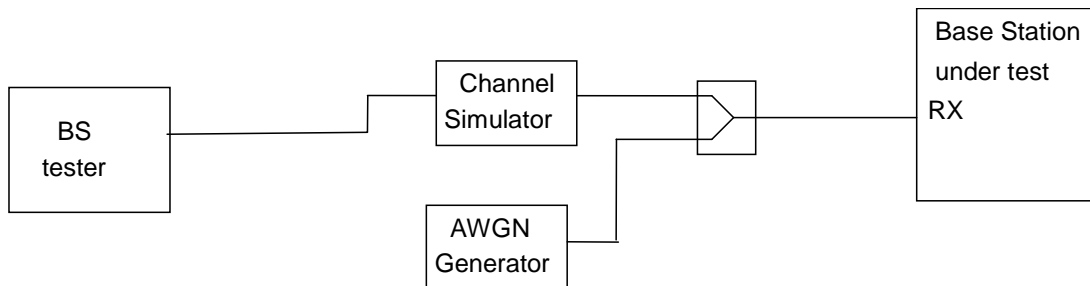 BS
tester
Channel
Simulator
AWGN
Generator
Base Station
under test
RX